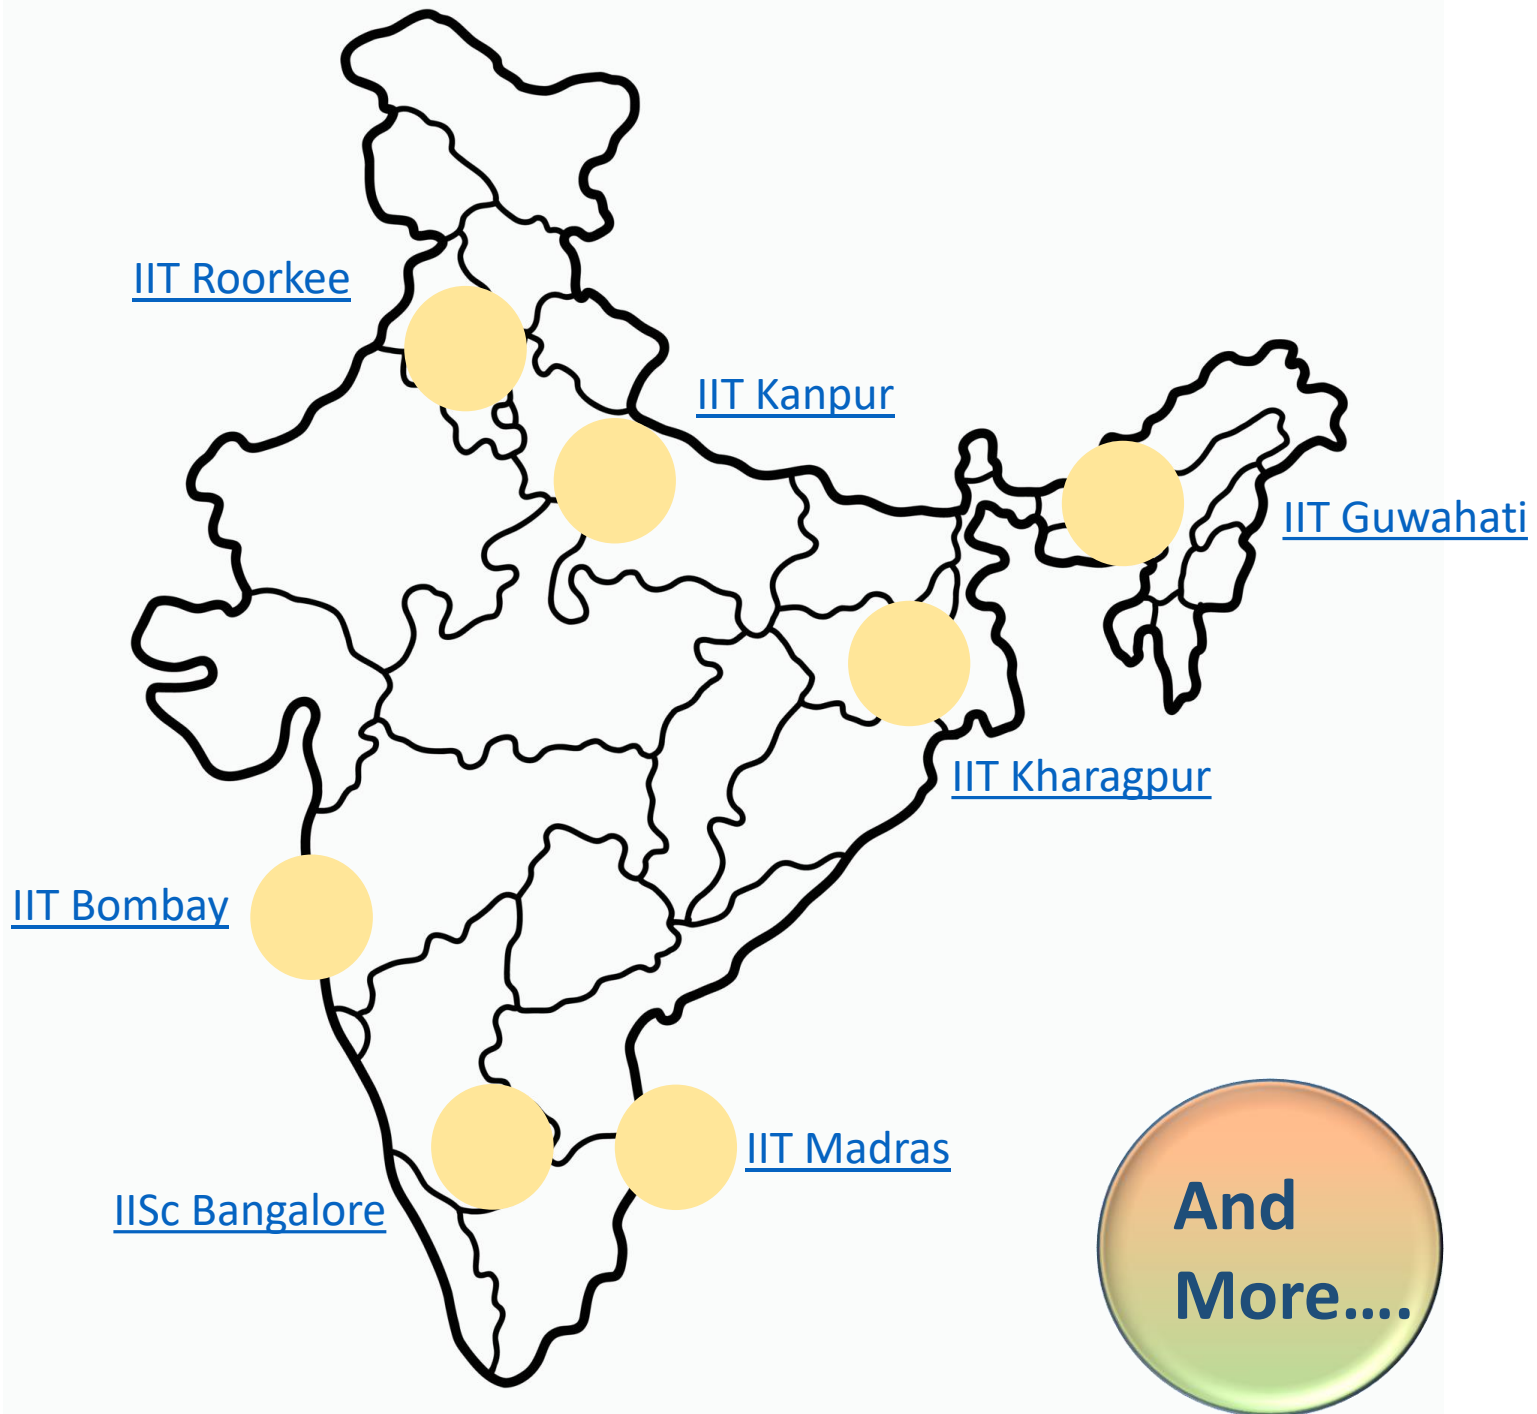 IIT Roorkee
IIT Kanpur
IIT Guwahati
IIT Kharagpur
IIT Bombay
IIT Madras
IISc Bangalore
And
More....